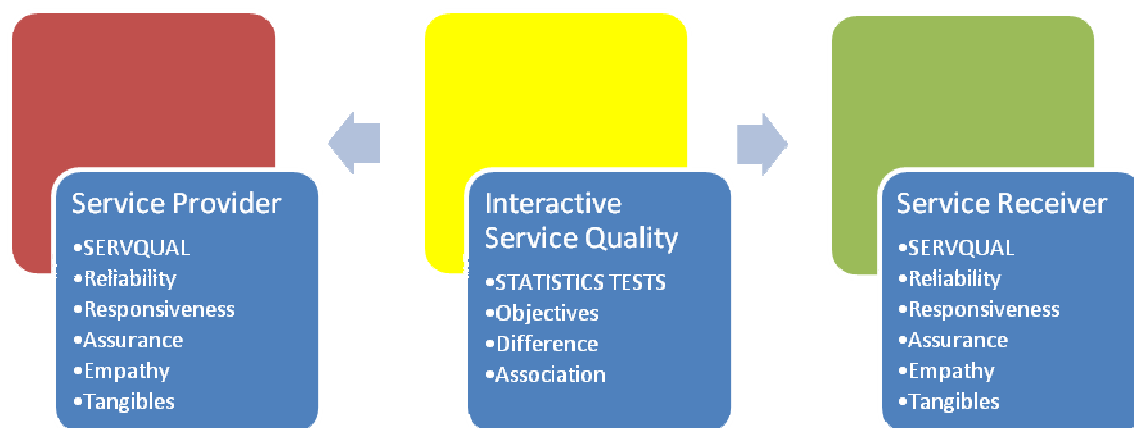 Service Provider
•SERVQUAL
•Reliability
•Responsiveness
•Assurance
•Empathy
•Tangibles
Interactive
Service Quality
•STATISTICS TESTS
•Objectives
•Difference
•Association
Service Receiver
•SERVQUAL
•Reliability
•Responsiveness
•Assurance
•Empathy
•Tangibles